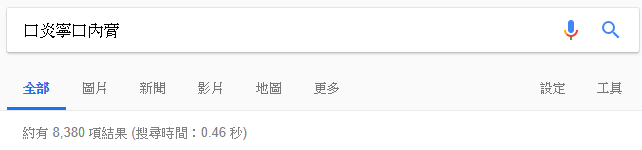 口炎寧口內膏
全部 圖片 新聞 影片 地圖 更多 設定 工具
約有 8,380 項結果 (搜尋時間：0.46 秒)